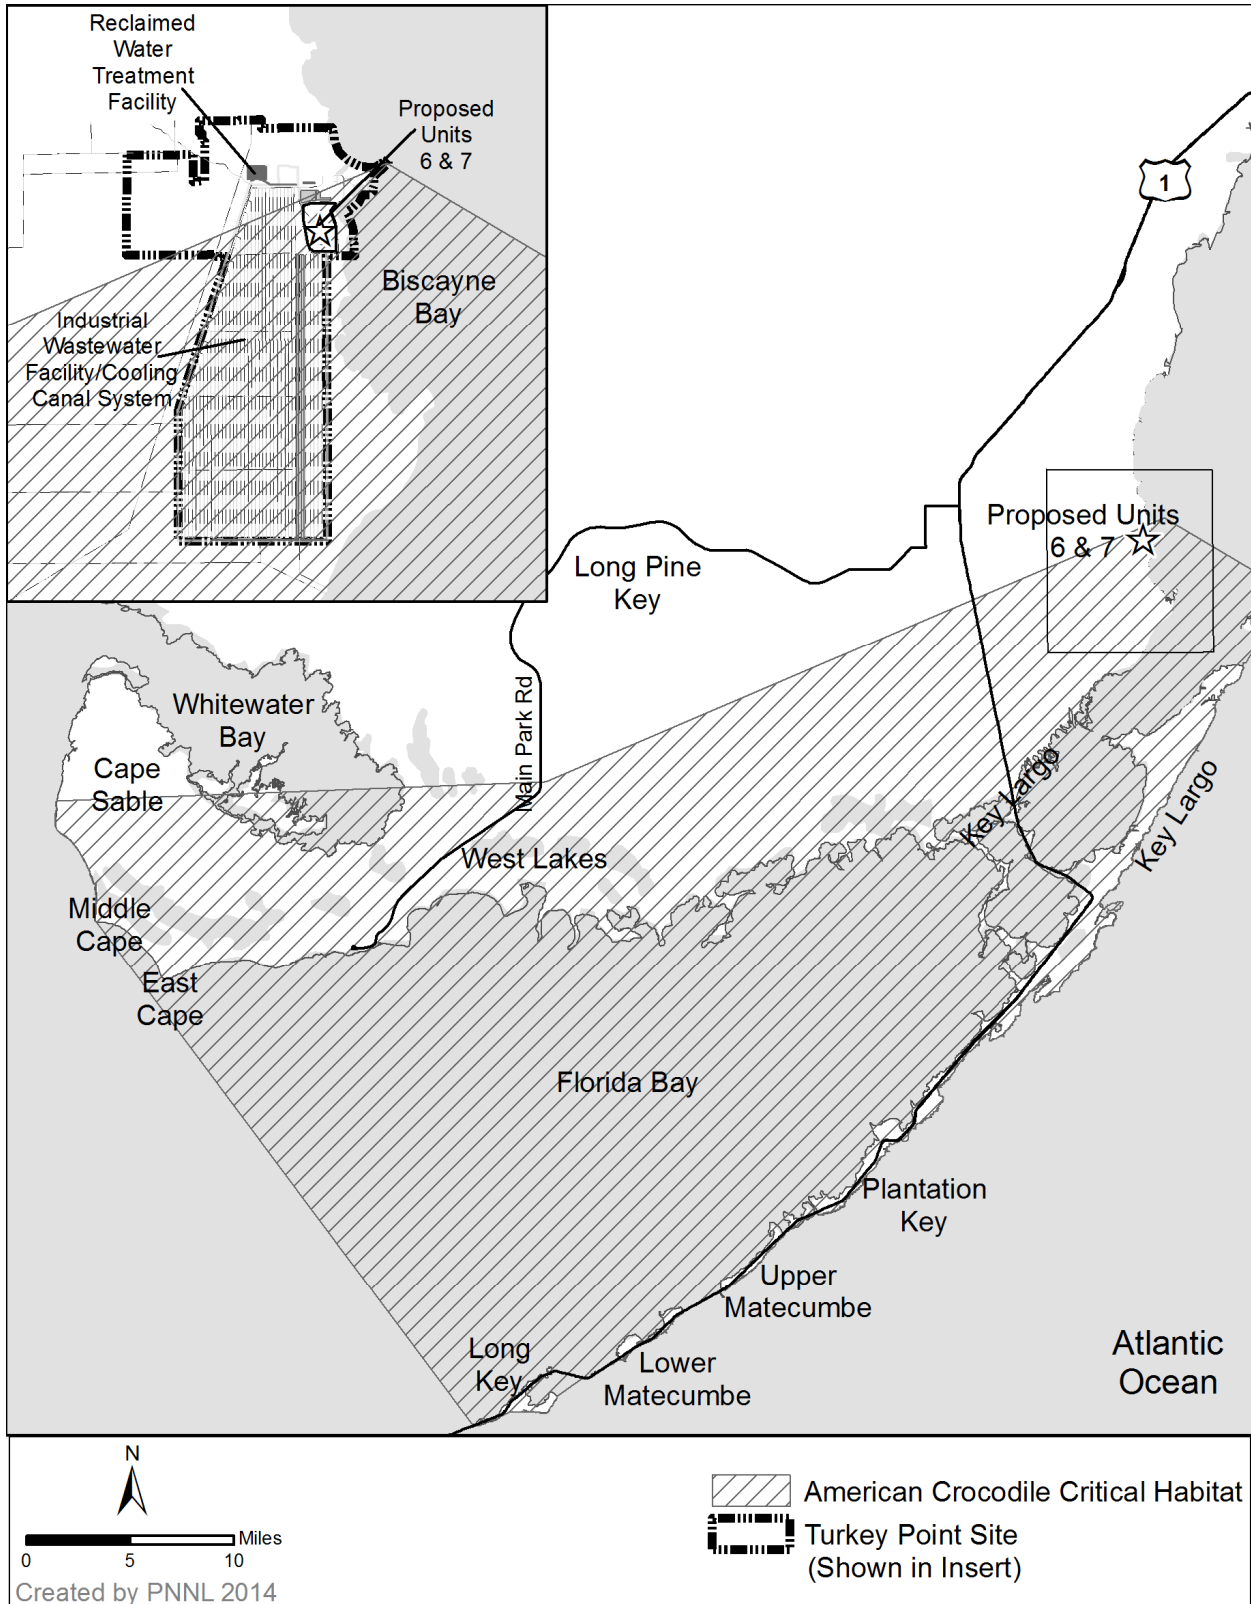 Reclaimed
Water
Treatment
Facility
Proposed
Units
6 & 7
Biscayne
Bay
Industrial
Wastewater
Facility/Cooling
Canal System
1
Proposed Units
6 & 7
Long Pine
Key
Main Park Rd
Whitewater
Bay
Cape
Sable
Key Largo
Key Largo
West Lakes
Middle
Cape
East
Cape
Florida Bay
Plantation
Key
Upper
Matecumbe
Lower
Matecumbe
Long
Key
Atlantic
Ocean
N
Miles
0 5 10
American Crocodile Critical Habitat
Turkey Point Site
(Shown in Insert)
Created by PNNL 2014